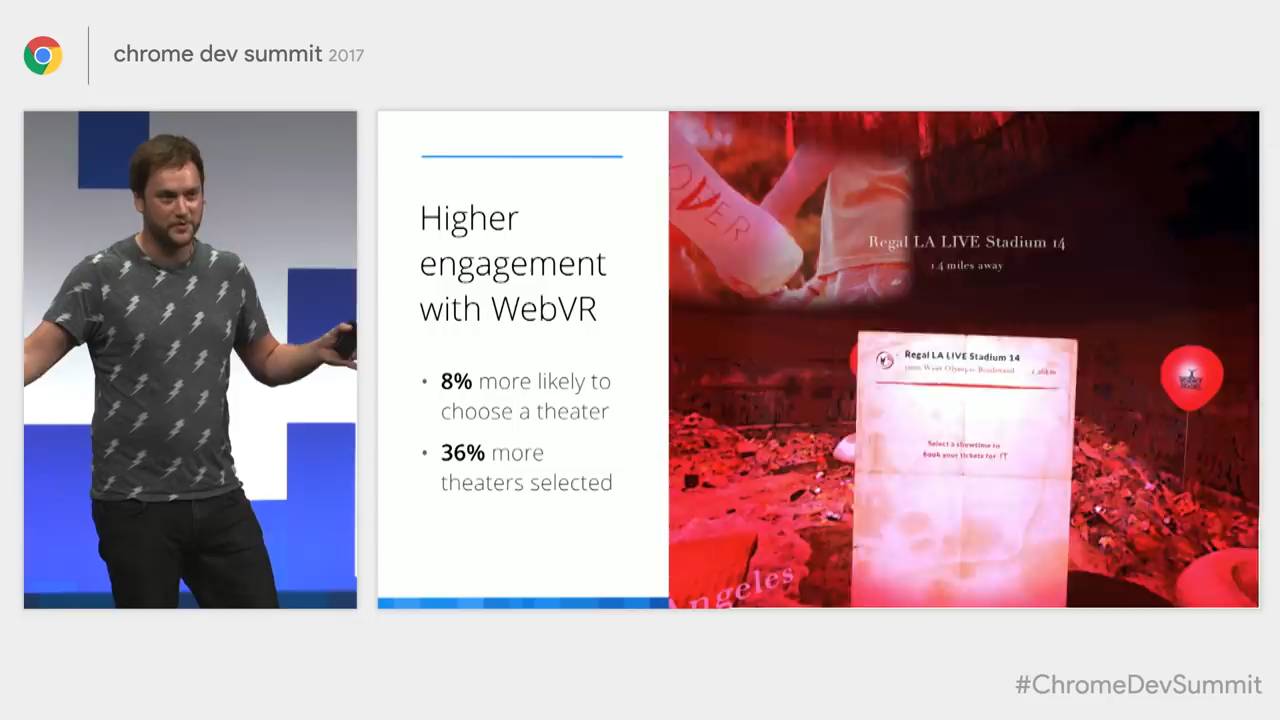 chrome dev summit 2017
Higher
engagement
with WebVR
• 8% more likely to
choose a theater
• 36% more
theaters selected
OVER
Regal LA LIVE Stadium 14
1.4 miles away
Regal LA LIVE Stadium 14
Select a showtime to
book your tickets for IT
Angeles
#ChromeDevSummit